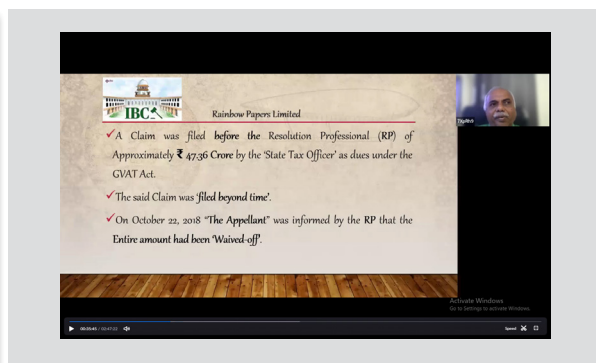 IBC
Rainbow Papers Limited
✓A Claim was filed before the Resolution Professional (RP) of
Approximately ₹ 47.36 Crore by the 'State Tax Officer' as dues under the
GVAT Act.
✓The said Claim was 'filed beyond time'.
✓On October 22, 2018 "The Appellant" was informed by the RP that the
Entire amount had been 'Waived-off'.
Activate Windows
Go to Settings to activate Windows.
Speed